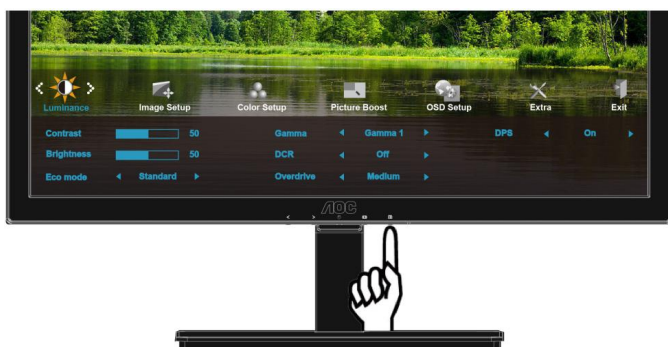 Luminance Image Setup Color Setup Picture Boost OSD Setup Extra Exit
Contrast 50 Gamma Gamma 1 DPS On
Brightness 50 DCR Off
Eco mode Standard Overdrive Medium
AOC